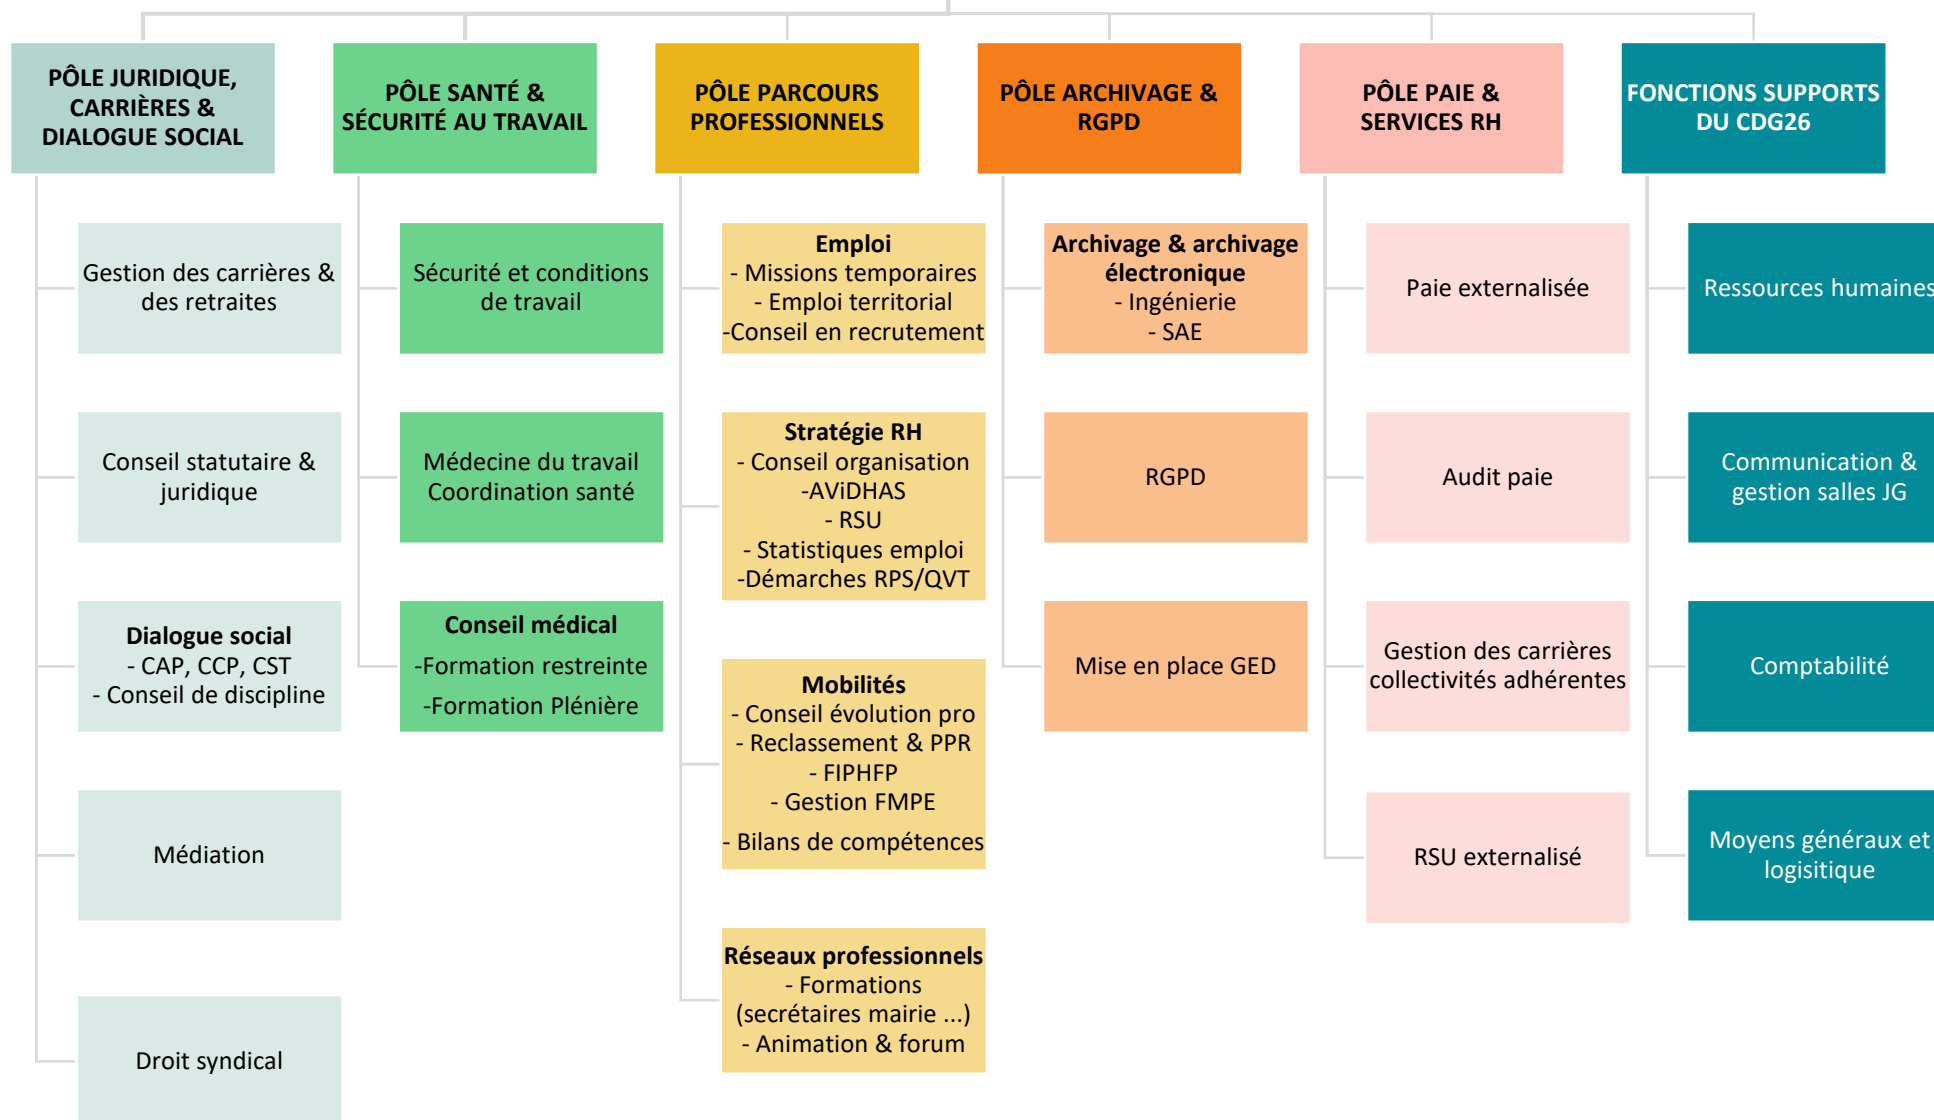 PÔLE JURIDIQUE,
CARRIÈRES &
DIALOGUE SOCIAL
Gestion des carrières &
des retraites
Conseil statutaire &
juridique
Dialogue social
- CAP, CCP, CST
- Conseil de discipline
Médiation
Droit syndical
PÔLE SANTÉ &
SÉCURITÉ AU TRAVAIL
Sécurité et conditions
de travail
Médecine du travail
Coordination santé
Conseil médical
-Formation restreinte
-Formation Plénière
PÔLE PARCOURS
PROFESSIONNELS
Emploi
- Missions temporaires
- Emploi territorial
-Conseil en recrutement
Stratégie RH
- Conseil organisation
-AViDHAS
- RSU
- Statistiques emploi
-Démarches RPS/QVT
Mobilités
- Conseil évolution pro
- Reclassement & PPR
- FIPHFP
- Gestion FMPE
- Bilans de compétences
Réseaux professionnels
- Formations
(secrétaires mairie ...)
- Animation & forum
PÔLE ARCHIVAGE &
RGPD
Archivage & archivage
électronique
- Ingénierie
- SAE
RGPD
Mise en place GED
PÔLE PAIE &
SERVICES RH
Paie externalisée
Audit paie
Gestion des carrières
collectivités adhérentes
RSU externalisé
FONCTIONS SUPPORTS
DU CDG26
Ressources humaines
Communication &
gestion salles JG
Comptabilité
Moyens généraux et
logisitique